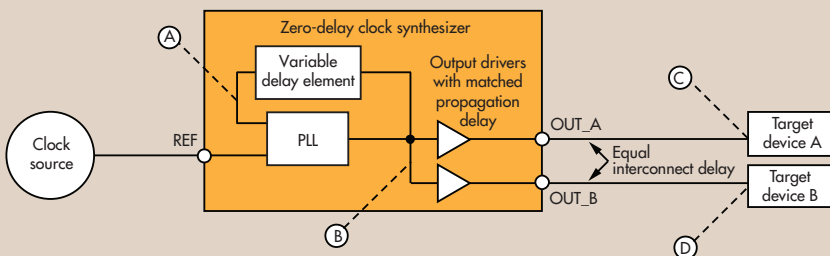 Zero-delay clock synthesizer
A
Variable
delay element
Output drivers
with matched
propagation
delay
C
Clock
source
REF
PLL
OUT_A
Target
device A
Equal
interconnect delay
Target
device B
OUT_B
B
D